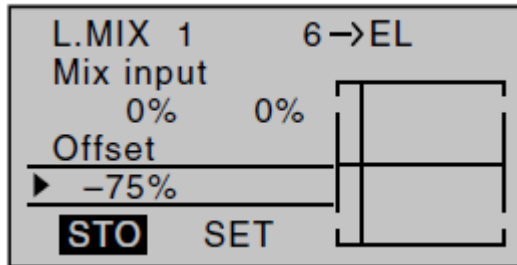 L.MIX 1 6→EL
Mix input
0% 0%
Offset
–75%
STO SET